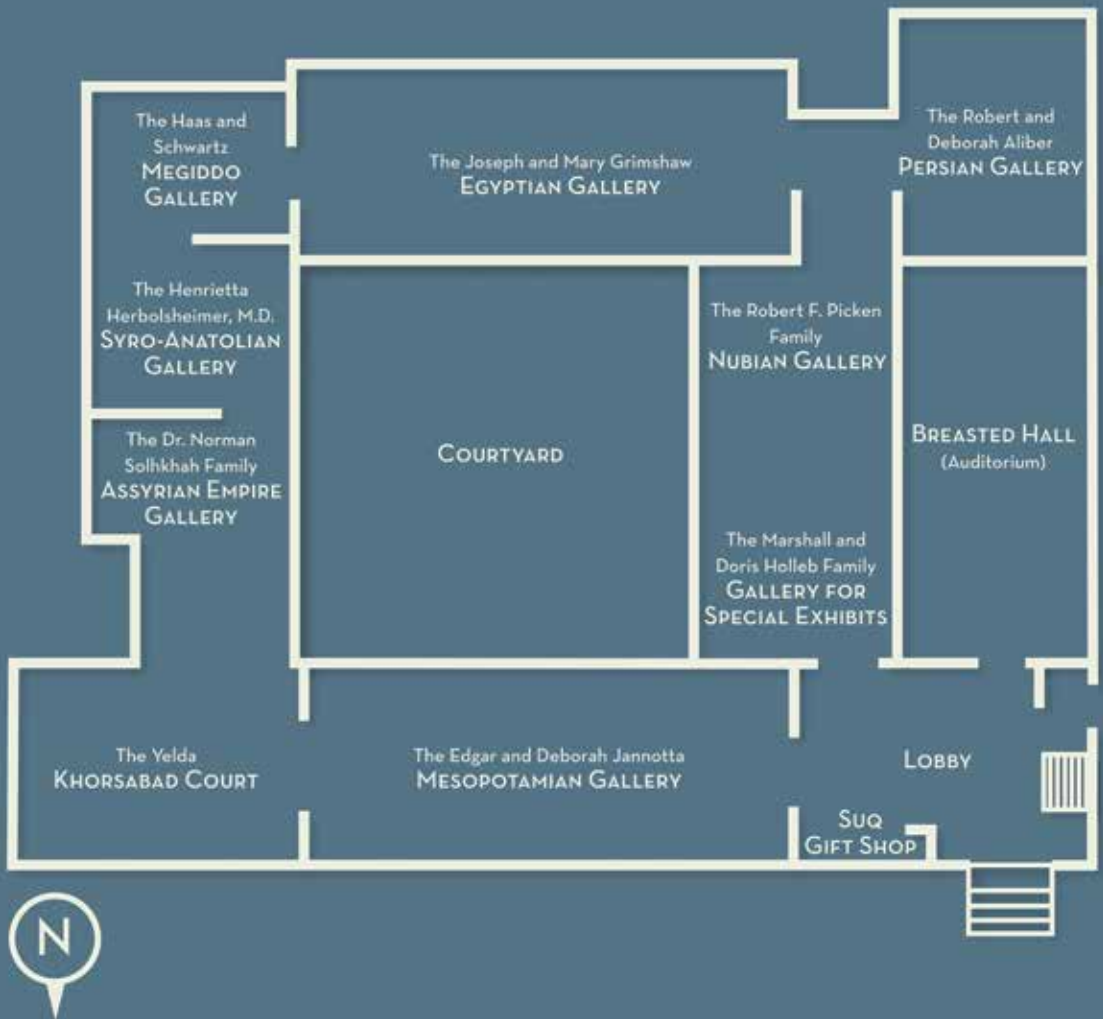 The Haas and
Schwartz
MEGIDDO
GALLERY
The Joseph and Mary Grimshaw
EGYPTIAN GALLERY
The Robert and
Deborah Aliber
PERSIAN GALLERY
The Henrietta
Herbolsheimer, M.D.
SYRO-ANATOLIAN
GALLERY
The Robert F. Picken
Family
NUBIAN GALLERY
The Dr. Norman
Solhkhah Family
ASSYRIAN EMPIRE
GALLERY
COURTYARD
BREASTED HALL
(Auditorium)
The Marshall and
Doris Holleb Family
GALLERY FOR
SPECIAL EXHIBITS
The Yelda
KHORSABAD COURT
The Edgar and Deborah Jannotta
MESOPOTAMIAN GALLERY
LOBBY
SUQ
GIFT SHOP
N